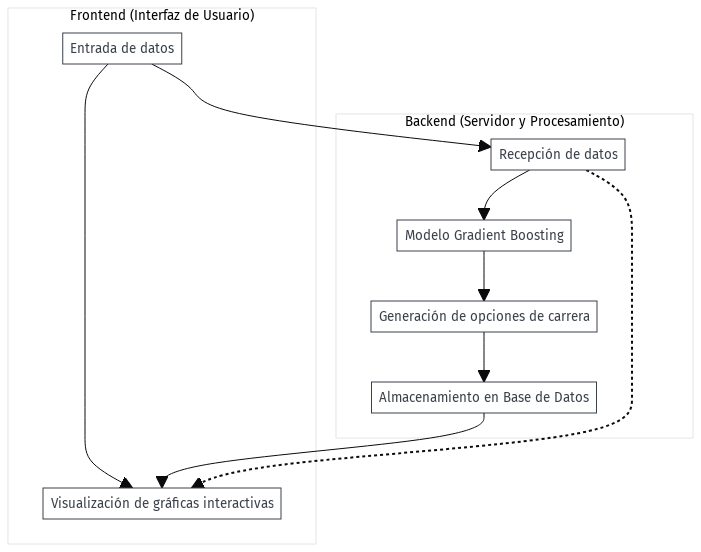 Frontend (Interfaz de Usuario)
Entrada de datos
Backend (Servidor y Procesamiento)
Recepción de datos
Modelo Gradient Boosting
Generación de opciones de carrera
Almacenamiento en Base de Datos
Visualización de gráficas interactivas